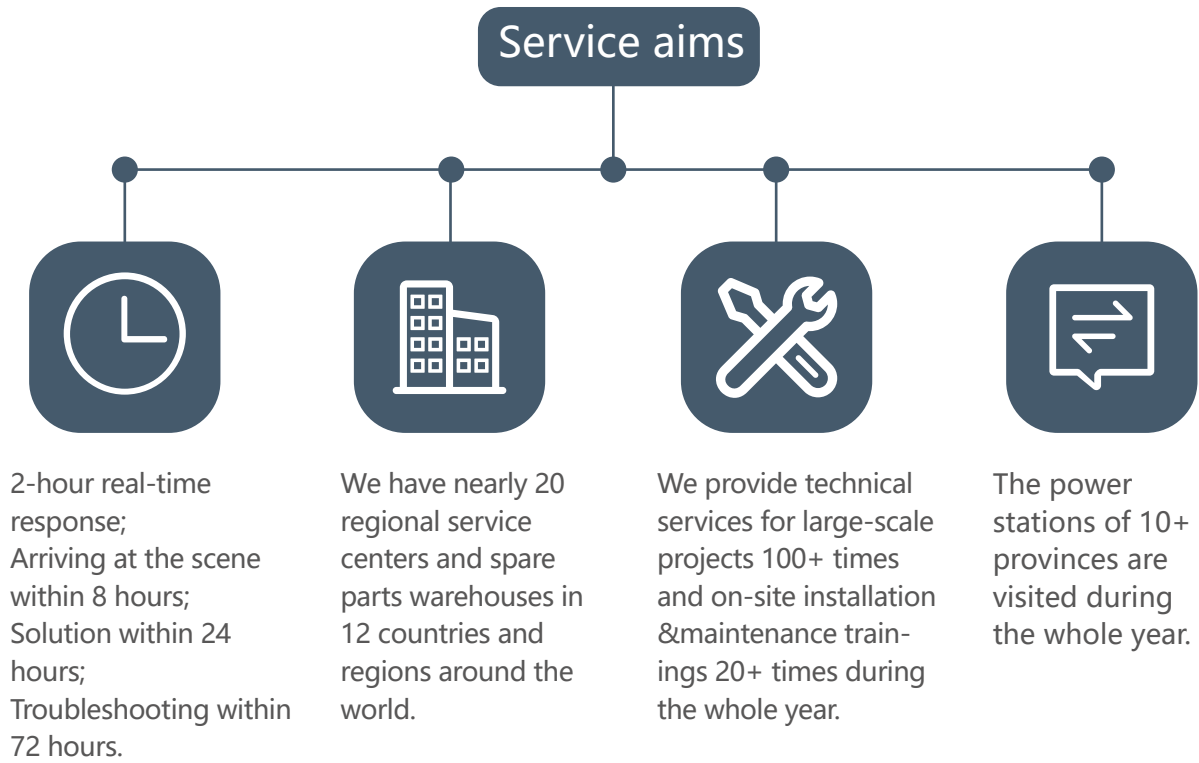 Service aims
2-hour real-time
response;
Arriving at the scene
within 8 hours;
Solution within 24
hours;
Troubleshooting within
72 hours.
We have nearly 20
regional service
centers and spare
parts warehouses in
12 countries and
regions around the
world.
We provide technical
services for large-scale
projects 100+ times
and on-site installation
&maintenance train-
ings 20+ times during
the whole year.
The power
stations of 10+
provinces are
visited during
the whole year.